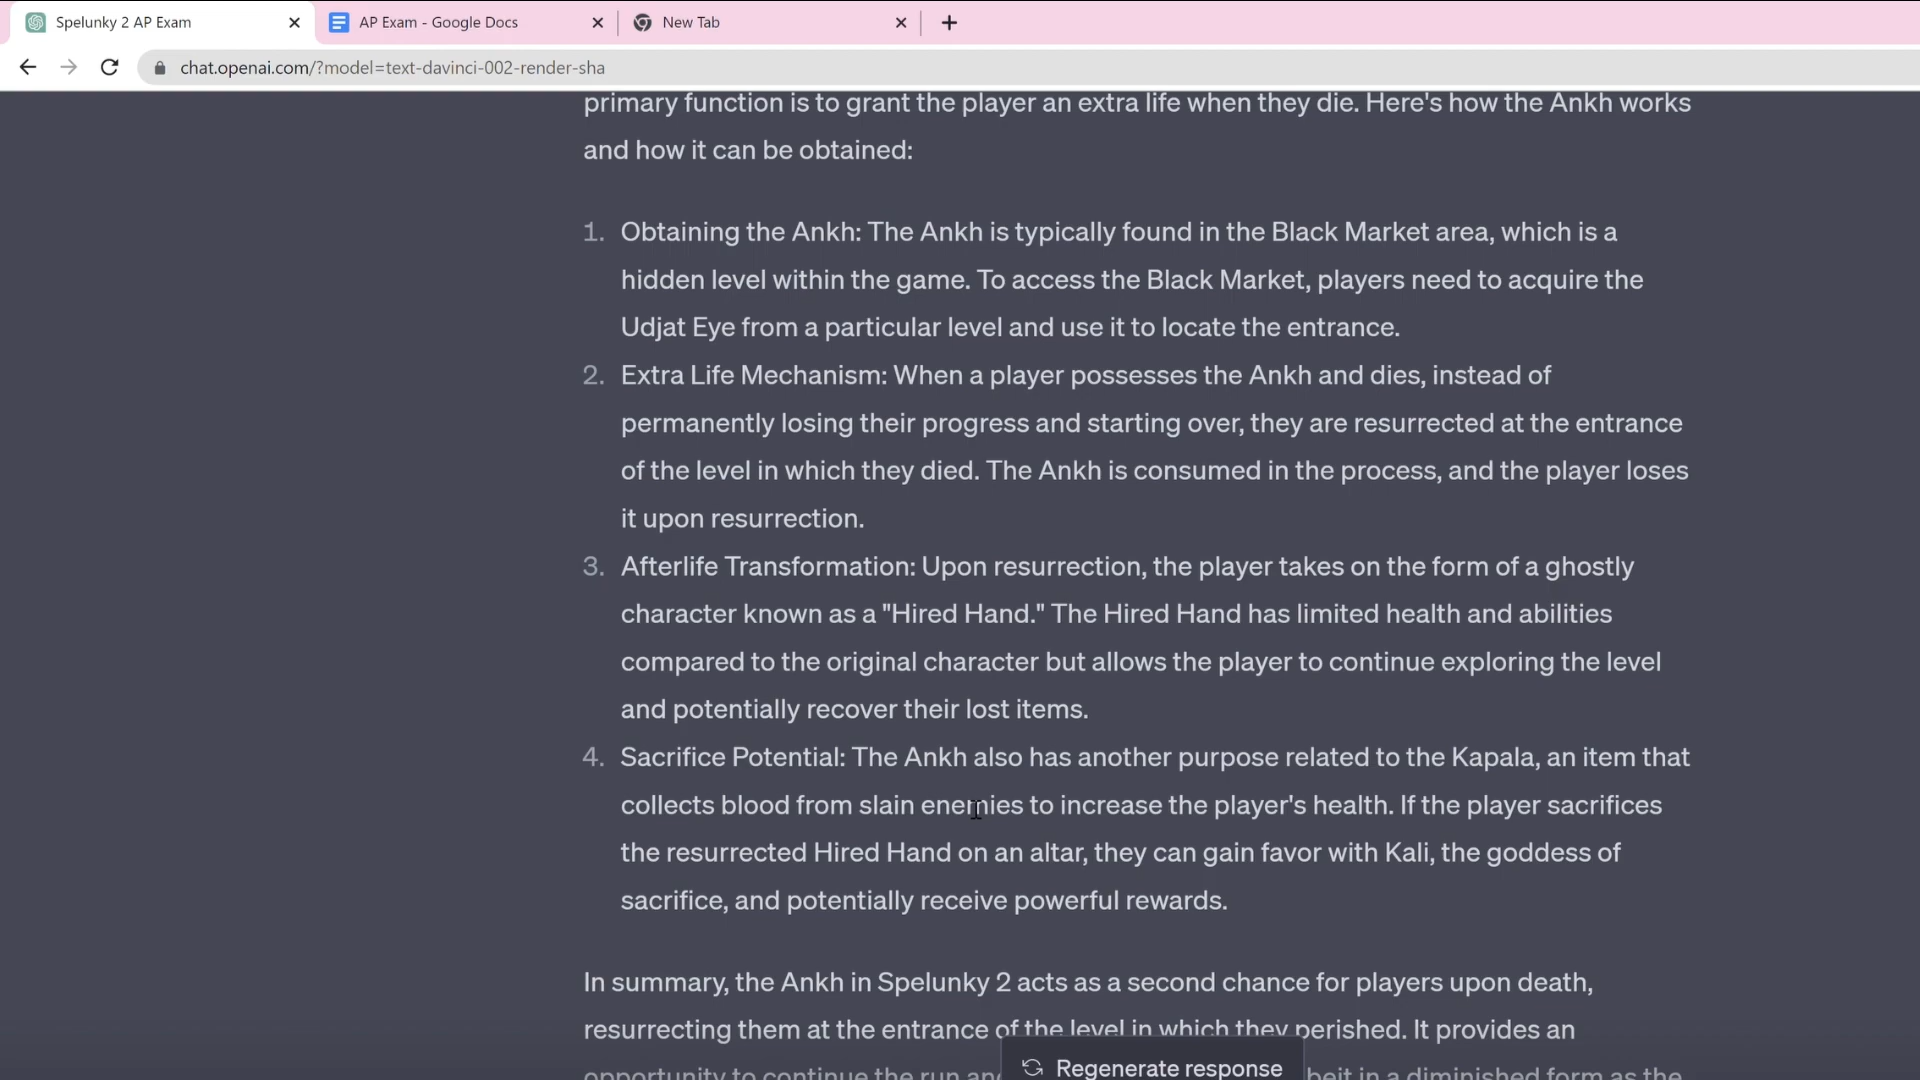 Spelunky 2 AP Exam
AP Exam - Google Docs
New Tab
chat.openai.com/?model=text-davinci-002-render-sha
primary function is to grant the player an extra life when they die. Here's how the Ankh works
and how it can be obtained:
1. Obtaining the Ankh: The Ankh is typically found in the Black Market area, which is a
hidden level within the game. To access the Black Market, players need to acquire the
Udjat Eye from a particular level and use it to locate the entrance.
2. Extra Life Mechanism: When a player possesses the Ankh and dies, instead of
permanently losing their progress and starting over, they are resurrected at the entrance
of the level in which they died. The Ankh is consumed in the process, and the player loses
it upon resurrection.
3. Afterlife Transformation: Upon resurrection, the player takes on the form of a ghostly
character known as a "Hired Hand." The Hired Hand has limited health and abilities
compared to the original character but allows the player to continue exploring the level
and potentially recover their lost items.
4. Sacrifice Potential: The Ankh also has another purpose related to the Kapala, an item that
collects blood from slain enemies to increase the player's health. If the player sacrifices
the resurrected Hired Hand on an altar, they can gain favor with Kali, the goddess of
sacrifice, and potentially receive powerful rewards.
In summary, the Ankh in Spelunky 2 acts as a second chance for players upon death,
resurrecting them at the entrance of the level in which they perished. It provides an
opportunity to continue the run in a diminished form as the
Regenerate response